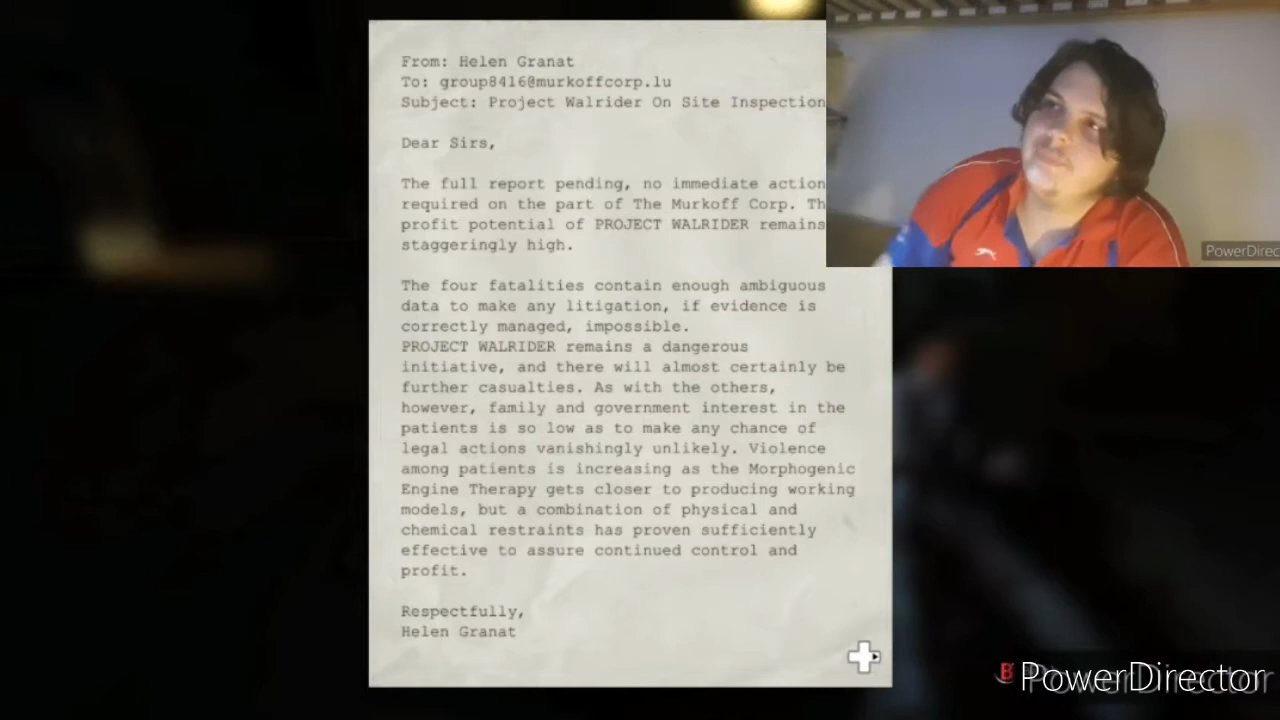 From: Helen Granat
To: group8416@murkoffcorp.lu
Subject: Project Walrider On Site Inspection
Dear Sirs,
The full report pending, no immediate action
required on the part of The Murkoff Corp. Th
profit potential of PROJECT WALRIDER remains
staggeringly high.
The four fatalities contain enough ambiguous
data to make any litigation, if evidence is
correctly managed, impossible.
PROJECT WALRIDER remains a dangerous
initiative, and there will almost certainly be
further casualties. As with the others,
however, family and government interest in the
patients is so low as to make any chance of
legal actions vanishingly unlikely. Violence
among patients is increasing as the Morphogenic
Engine Therapy gets closer to producing working
models, but a combination of physical and
chemical restraints has proven sufficiently
effective to assure continued control and
profit.
Respectfully,
Helen Granat
PowerDirec
PowerDirector